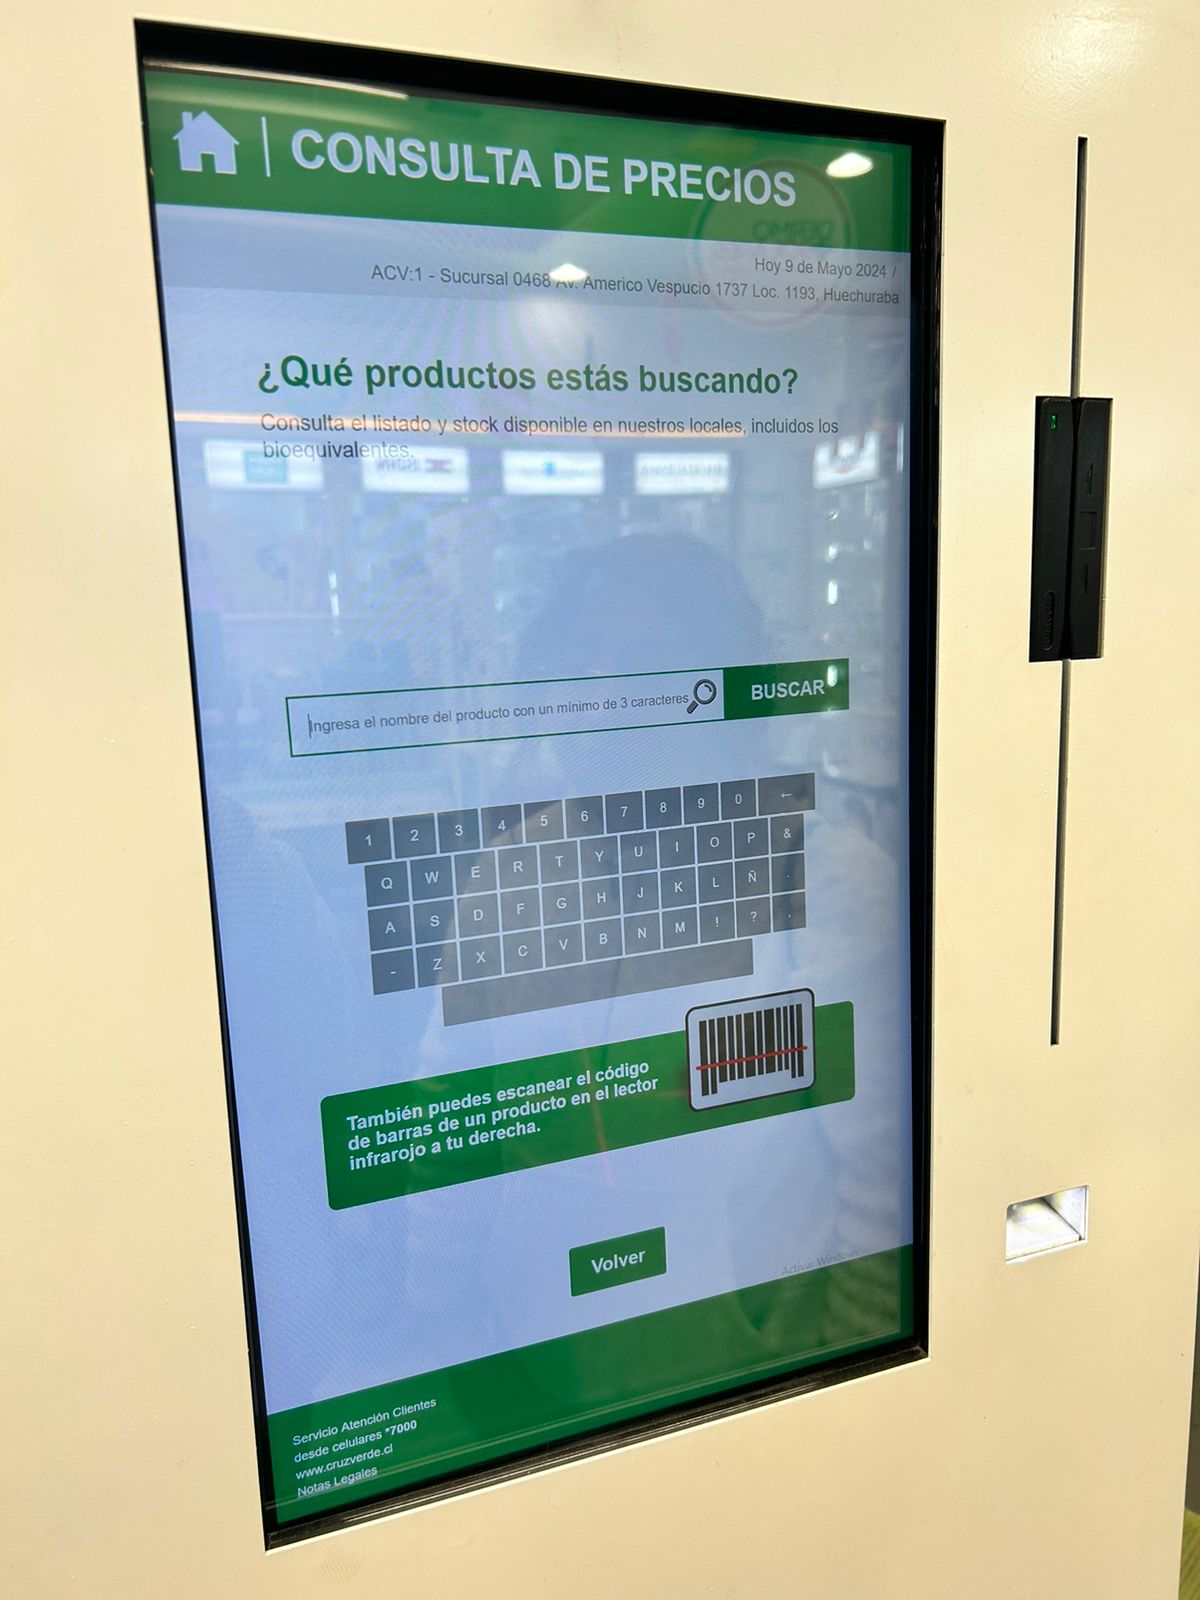 CONSULTA DE PRECIOS
Hoy 9 de Mayo 2024 /
ACV:1 - Sucursal 0468 Av. Americo Vespucio 1737 Loc. 1193, Huechuraba
¿Qué productos estás buscando?
Consulta el listado y stock disponible en nuestros locales, incluidos los
bioequivalentes.
Ingresa el nombre del producto con un mínimo de 3 caracteres
BUSCAR
1 2 3 4 5 6 7 8 9 0 ←
Q W E R T Y U I O P &
A S D F G H J K L Ñ .
- Z X C V B N M ! ? .
También puedes escanear el código
de barras de un producto en el lector
infrarojo a tu derecha.
Volver
Activar Windows
Servicio Atención Clientes
desde celulares *7000
www.cruzverde.cl
Notas Legales